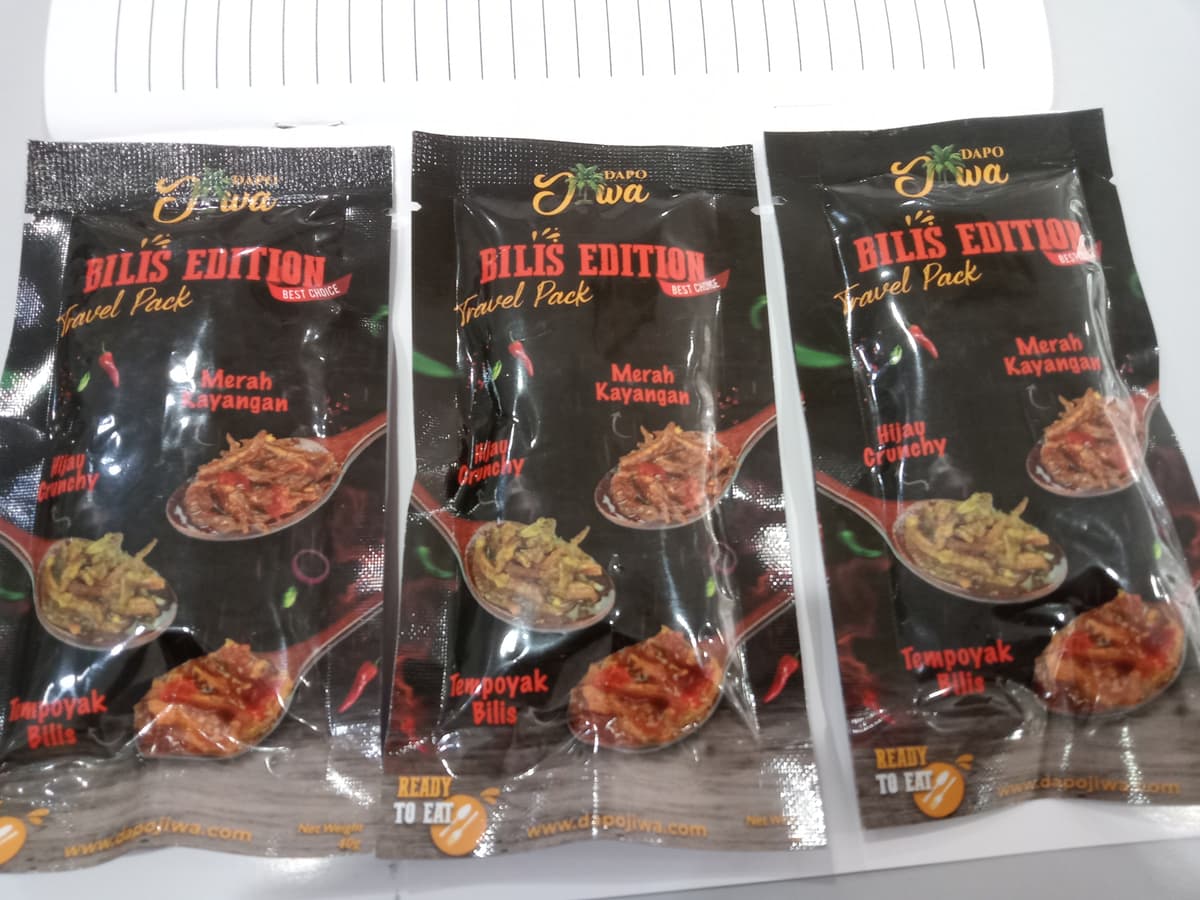 DAPO
Jiwa
BILIS EDITION
BEST CHOICE
Travel Pack
Merah
Kayangan
Hijau
Crunchy
Tempoyak
Bilis
www.dapojiwa.com
Net Weight
40g
DAPO
Jiwa
BILIS EDITION
BEST CHOICE
Travel Pack
Merah
Kayangan
Hijau
Crunchy
Tempoyak
Bilis
READY
TO EAT
www.dapojiwa.com
Net
DAPO
Jiwa
BILIS EDITION
BEST
Travel Pack
Merah
Kayangan
Hijau
Crunchy
Tempoyak
Bilis
READY
TO EAT
www.dapojiwa.com